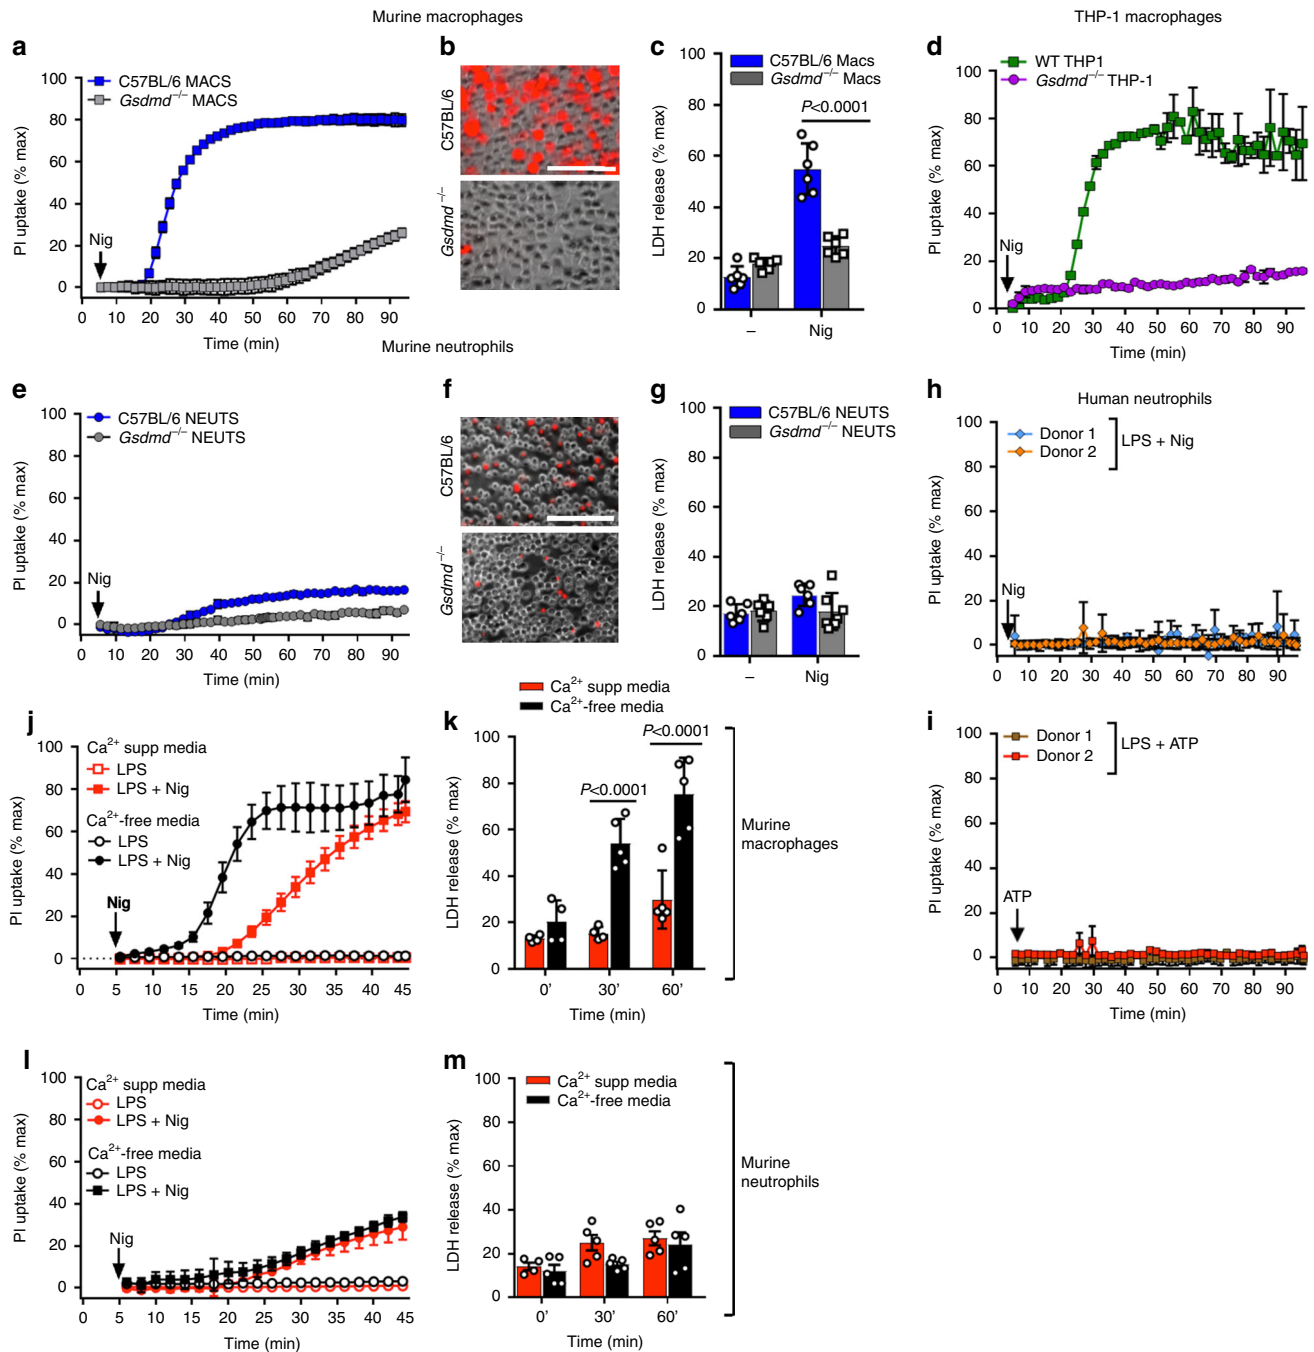 Murine macrophages
THP-1 macrophages
a
C57BL/6 MACS
Gsdmd–/– MACS
PI uptake (% max)
100
80
60
40
20
0
Nig
0 10 20 30 40 50 60 70 80 90
Time (min)
b
C57BL/6
Gsdmd–/–
c
C57BL/6 Macs
Gsdmd–/– Macs
P<0.0001
LDH release (% max)
100
80
60
40
20
0
– Nig
d
WT THP1
Gsdmd–/– THP-1
PI uptake (% max)
100
80
60
40
20
0
Nig
0 10 20 30 40 50 60 70 80 90
Time (min)
Murine neutrophils
e
C57BL/6 NEUTS
Gsdmd–/– NEUTS
PI uptake (% max)
100
80
60
40
20
0
Nig
0 10 20 30 40 50 60 70 80 90
Time (min)
f
C57BL/6
Gsdmd–/–
g
C57BL/6 NEUTS
Gsdmd–/– NEUTS
LDH release (% max)
100
80
60
40
20
0
– Nig
h
Human neutrophils
Donor 1
Donor 2
LPS + Nig
PI uptake (% max)
100
80
60
40
20
0
Nig
0 10 20 30 40 50 60 70 80 90
Time (min)
j
Ca2+ supp media
LPS
LPS + Nig
Ca2+-free media
LPS
LPS + Nig
PI uptake (% max)
100
80
60
40
20
0
Nig
0 5 10 15 20 25 30 35 40 45
Time (min)
k
Ca2+ supp media
Ca2+-free media
P<0.0001
P<0.0001
LDH release (% max)
100
80
60
40
20
0
0' 30' 60'
Time (min)
Murine
macrophages
i
Donor 1
Donor 2
LPS + ATP
PI uptake (% max)
100
80
60
40
20
0
ATP
0 10 20 30 40 50 60 70 80 90
Time (min)
l
Ca2+ supp media
LPS
LPS + Nig
Ca2+-free media
LPS
LPS + Nig
PI uptake (% max)
100
80
60
40
20
0
Nig
0 5 10 15 20 25 30 35 40 45
Time (min)
m
Ca2+ supp media
Ca2+-free media
LDH release (% max)
100
80
60
40
20
0
0' 30' 60'
Time (min)
Murine
neutrophils